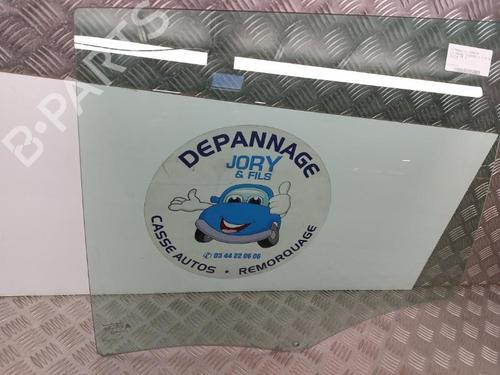 B-PARTS
DEPANNAGE
JORY
& FILS
03 44 22 06 06
CASSE AUTOS • REMORQUAGE